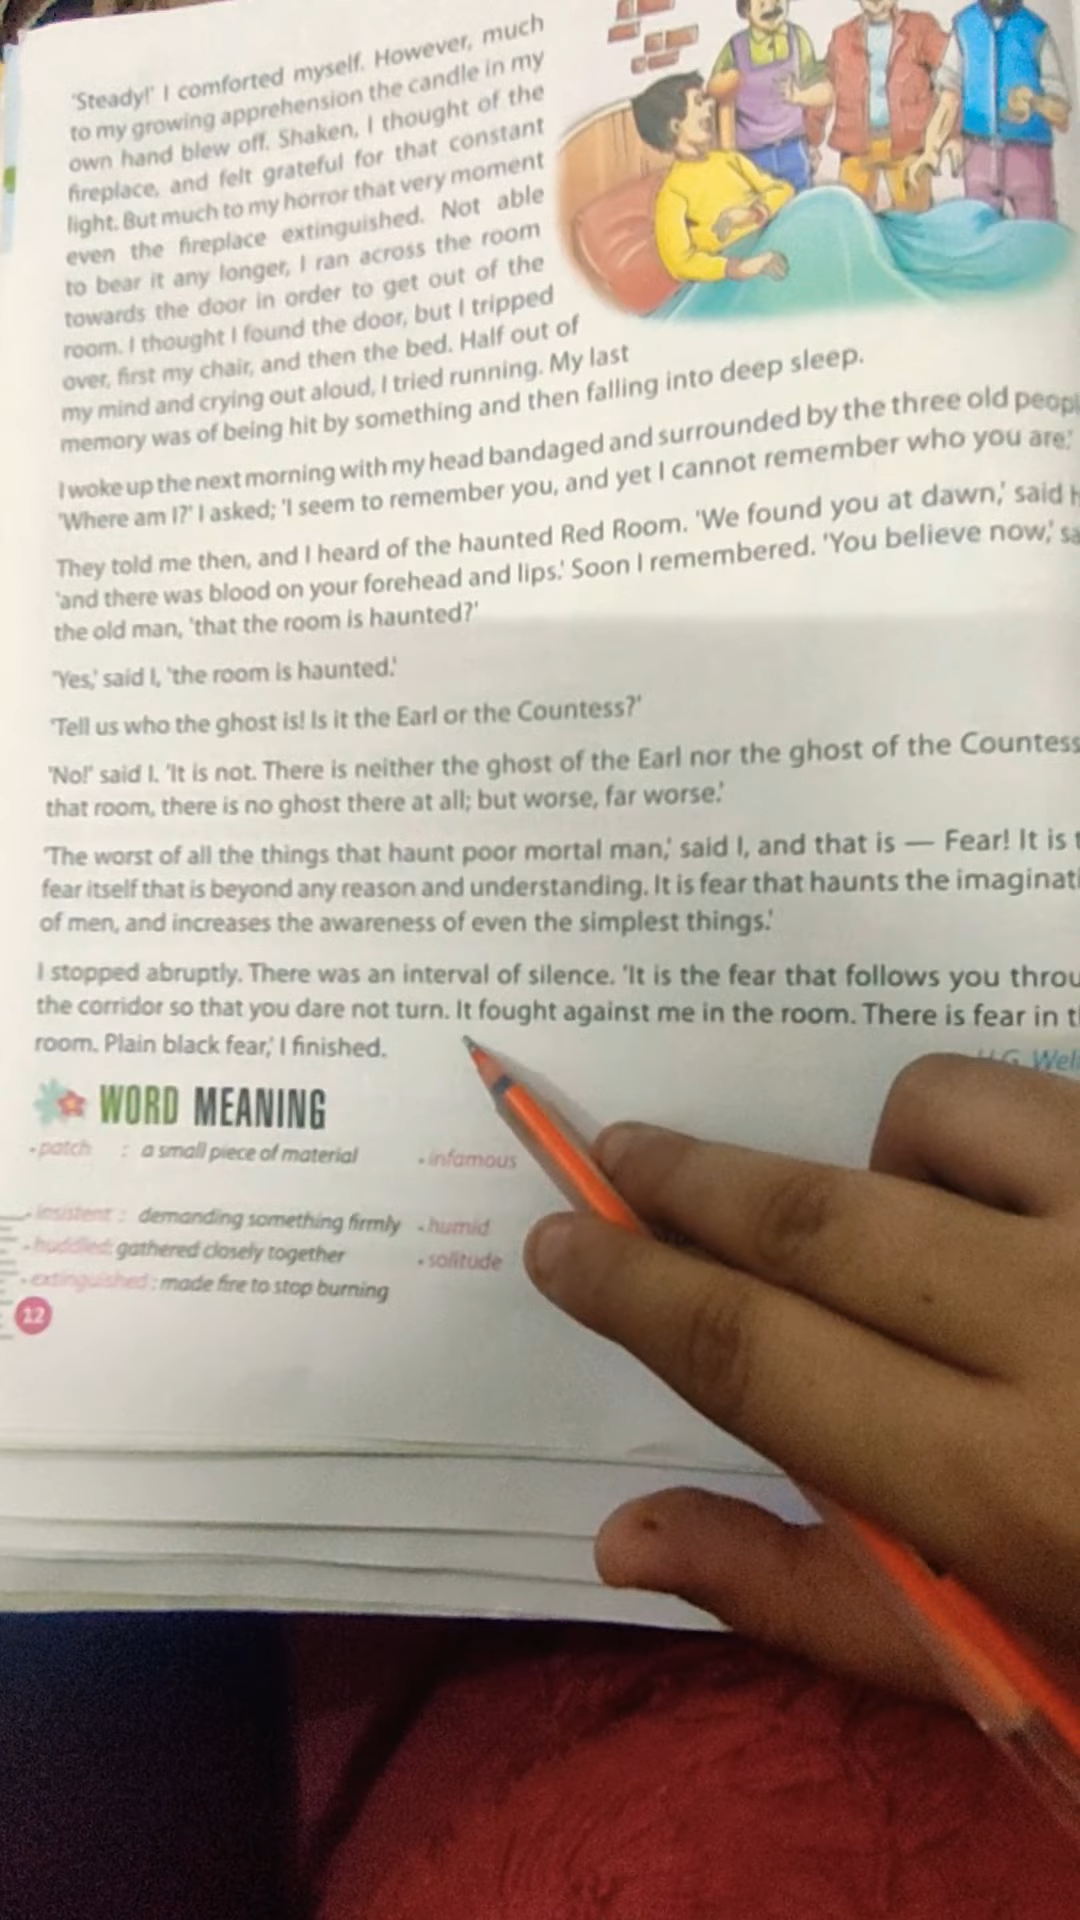 'Steady!' I comforted myself. However, much
to my growing apprehension the candle in my
own hand blew off. Shaken, I thought of the
fireplace, and felt grateful for that constant
light. But much to my horror that very moment
even the fireplace extinguished. Not able
to bear it any longer, I ran across the room
towards the door in order to get out of the
room. I thought I found the door, but I tripped
over, first my chair, and then the bed. Half out of
my mind and crying out aloud, I tried running. My last
memory was of being hit by something and then falling into deep sleep.
I woke up the next morning with my head bandaged and surrounded by the three old peopl
'Where am I?' I asked; 'I seem to remember you, and yet I cannot remember who you are.'
They told me then, and I heard of the haunted Red Room. 'We found you at dawn,' said h
'and there was blood on your forehead and lips.' Soon I remembered. 'You believe now,' sa
the old man, 'that the room is haunted?'
'Yes,' said I, 'the room is haunted.'
'Tell us who the ghost is! Is it the Earl or the Countess?'
'No!' said I. 'It is not. There is neither the ghost of the Earl nor the ghost of the Countess
that room, there is no ghost there at all; but worse, far worse.'
'The worst of all the things that haunt poor mortal man,' said I, and that is — Fear! It is t
fear itself that is beyond any reason and understanding. It is fear that haunts the imaginati
of men, and increases the awareness of even the simplest things.'
I stopped abruptly. There was an interval of silence. 'It is the fear that follows you throu
the corridor so that you dare not turn. It fought against me in the room. There is fear in t
room. Plain black fear,' I finished.
H.G. Well
WORD MEANING
• patch : a small piece of material • infamous
• insistent : demanding something firmly • humid
• huddled: gathered closely together • solitude
• extinguished : made fire to stop burning
12